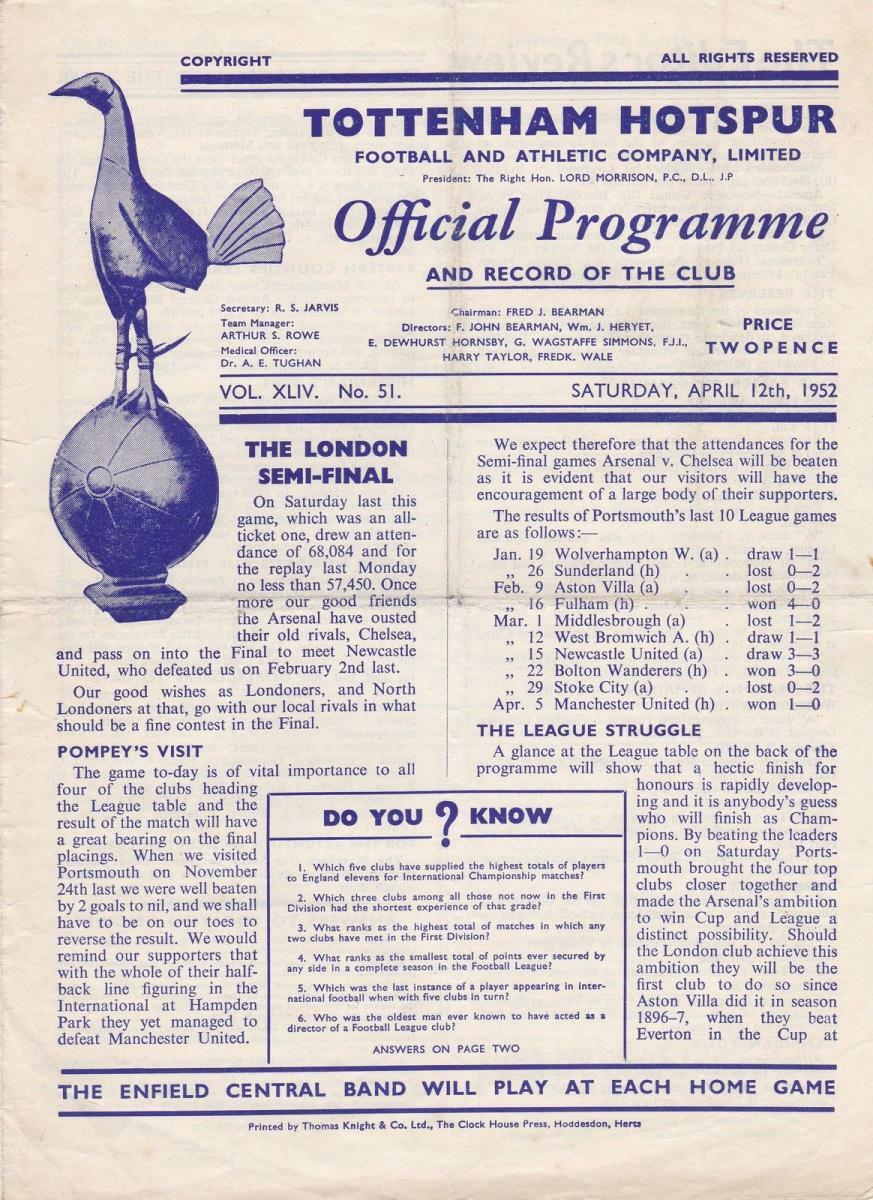 COPYRIGHT
ALL RIGHTS RESERVED
TOTTENHAM HOTSPUR
FOOTBALL AND ATHLETIC COMPANY, LIMITED
President: The Right Hon. LORD MORRISON, P.C., D.L.. J.P
Official Programme
AND RECORD OF THE CLUB
Secretary: R. S. JARVIS
Team Manager:
ARTHUR S. ROWE
Medical Officer:
Dr. A. E. TUGHAN
Chairman: FRED J. BEARMAN
Directors: F. JOHN BEARMAN, Wm. J. HERYET,
E. DEWHURST HORNSBY, G. WAGSTAFFE SIMMONS, F.J.I.,
HARRY TAYLOR, FREDK. WALE
PRICE
TWOPENCE
VOL. XLIV. No. 51.
SATURDAY, APRIL 12th, 1952
THE LONDON
SEMI-FINAL
On Saturday last this
game, which was an all-
ticket one, drew an atten-
dance of 68,084 and for
the replay last Monday
no less than 57,450. Once
more our good friends
the Arsenal have ousted
their old rivals, Chelsea,
and pass on into the Final to meet Newcastle
United, who defeated us on February 2nd last.
Our good wishes as Londoners, and North
Londoners at that, go with our local rivals in what
should be a fine contest in the Final.
POMPEY'S VISIT
The game to-day is of vital importance to all
four of the clubs heading
the League table and the
result of the match will have
a great bearing on the final
placings. When we visited
Portsmouth on November
24th last we were well beaten
by 2 goals to nil, and we shall
have to be on our toes to
reverse the result. We would
remind our supporters that
with the whole of their half-
back line figuring in the
International at Hampden
Park they yet managed to
defeat Manchester United.
We expect therefore that the attendances for the
Semi-final games Arsenal v. Chelsea will be beaten
as it is evident that our visitors will have the
encouragement of a large body of their supporters.
The results of Portsmouth's last 10 League games
are as follows:—
Jan. 19 Wolverhampton W. (a) . draw 1—1
„ 26 Sunderland (h) . . lost 0—2
Feb. 9 Aston Villa (a) . lost 0—2
„ 16 Fulham (h) . . won 4—0
Mar. 1 Middlesbrough (a) . lost 1—2
„ 12 West Bromwich A. (h) . draw 1—1
„ 15 Newcastle United (a) . draw 3—3
„ 22 Bolton Wanderers (h) . won 3—0
„ 29 Stoke City (a) . . lost 0—2
Apr. 5 Manchester United (h) . won 1—0
THE LEAGUE STRUGGLE
A glance at the League table on the back of the
programme will show that a hectic finish for
honours is rapidly develop-
ing and it is anybody's guess
who will finish as Cham-
pions. By beating the leaders
1—0 on Saturday Ports-
mouth brought the four top
clubs closer together and
made the Arsenal's ambition
to win Cup and League a
distinct possibility. Should
the London club achieve this
ambition they will be the
first club to do so since
Aston Villa did it in season
1896-7, when they beat
Everton in the Cup at
DO YOU ? KNOW
1. Which five clubs have supplied the highest totals of players
to England elevens for International Championship matches?
2. Which three clubs among all those not now in the First
Division had the shortest experience of that grade?
3. What ranks as the highest total of matches in which any
two clubs have met in the First Division?
4. What ranks as the smallest total of points ever secured by
any side in a complete season in the Football League?
5. Which was the last instance of a player appearing in inter-
national football when with five clubs in turn?
6. Who was the oldest man ever known to have acted as a
director of a Football League club?
ANSWERS ON PAGE TWO
THE ENFIELD CENTRAL BAND WILL PLAY AT EACH HOME GAME
Printed by Thomas Knight & Co. Ltd., The Clock House Press, Hoddesdon, Herts